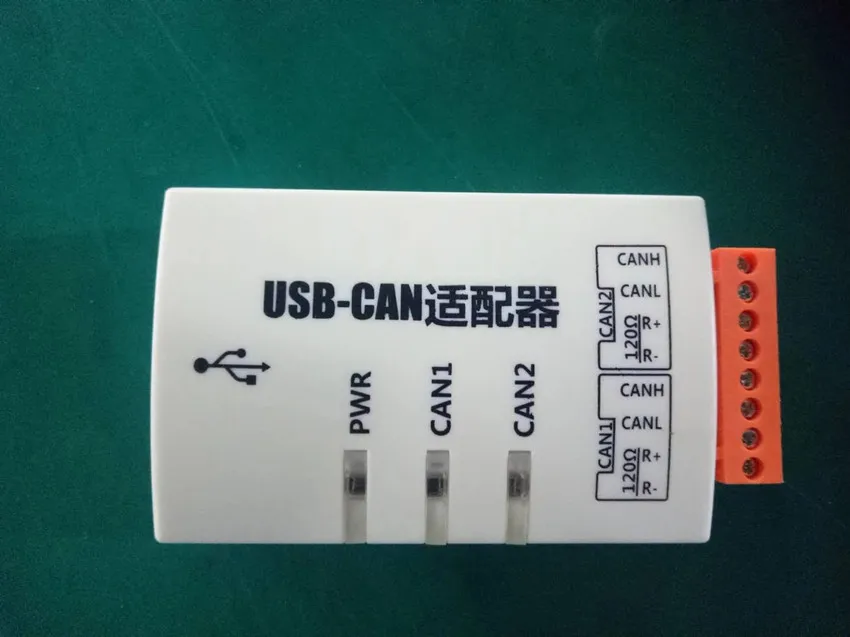 USB-CAN适配器
PWR
CAN1
CAN2
CAN2
CANH
CANL
120Ω
R+
R-
CAN1
CANH
CANL
120Ω
R+
R-